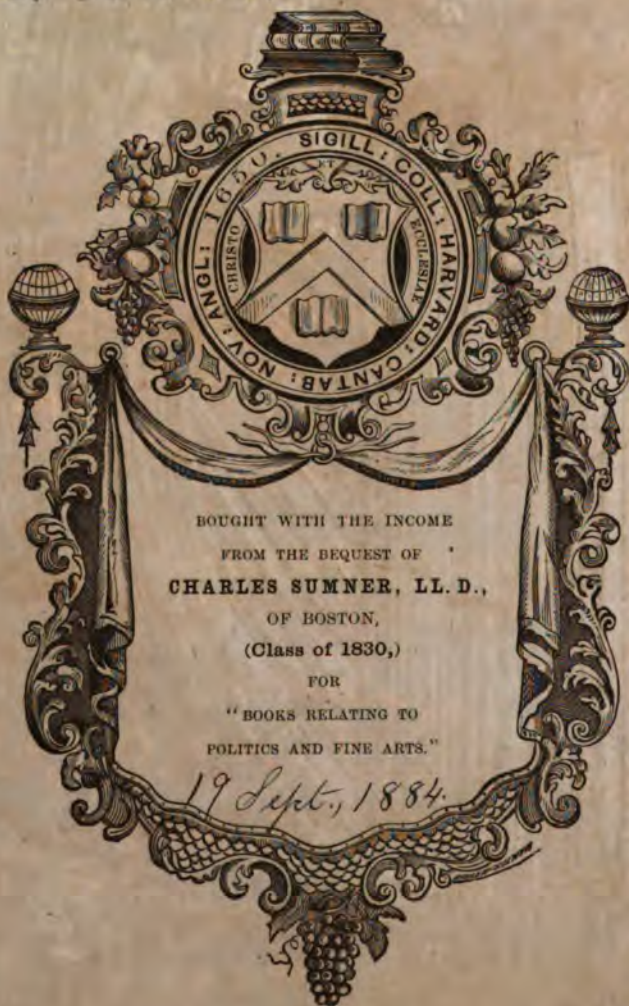 SIGILL: COLL: HARVARD: CANTAB: NOV: ANGL: 1650.
CHRISTO
ET
ECCLESIAE
BOUGHT WITH THE INCOME
FROM THE BEQUEST OF
CHARLES SUMNER, LL. D.,
OF BOSTON,
(Class of 1830,)
FOR
"BOOKS RELATING TO
POLITICS AND FINE ARTS."
19 Sept., 1884.